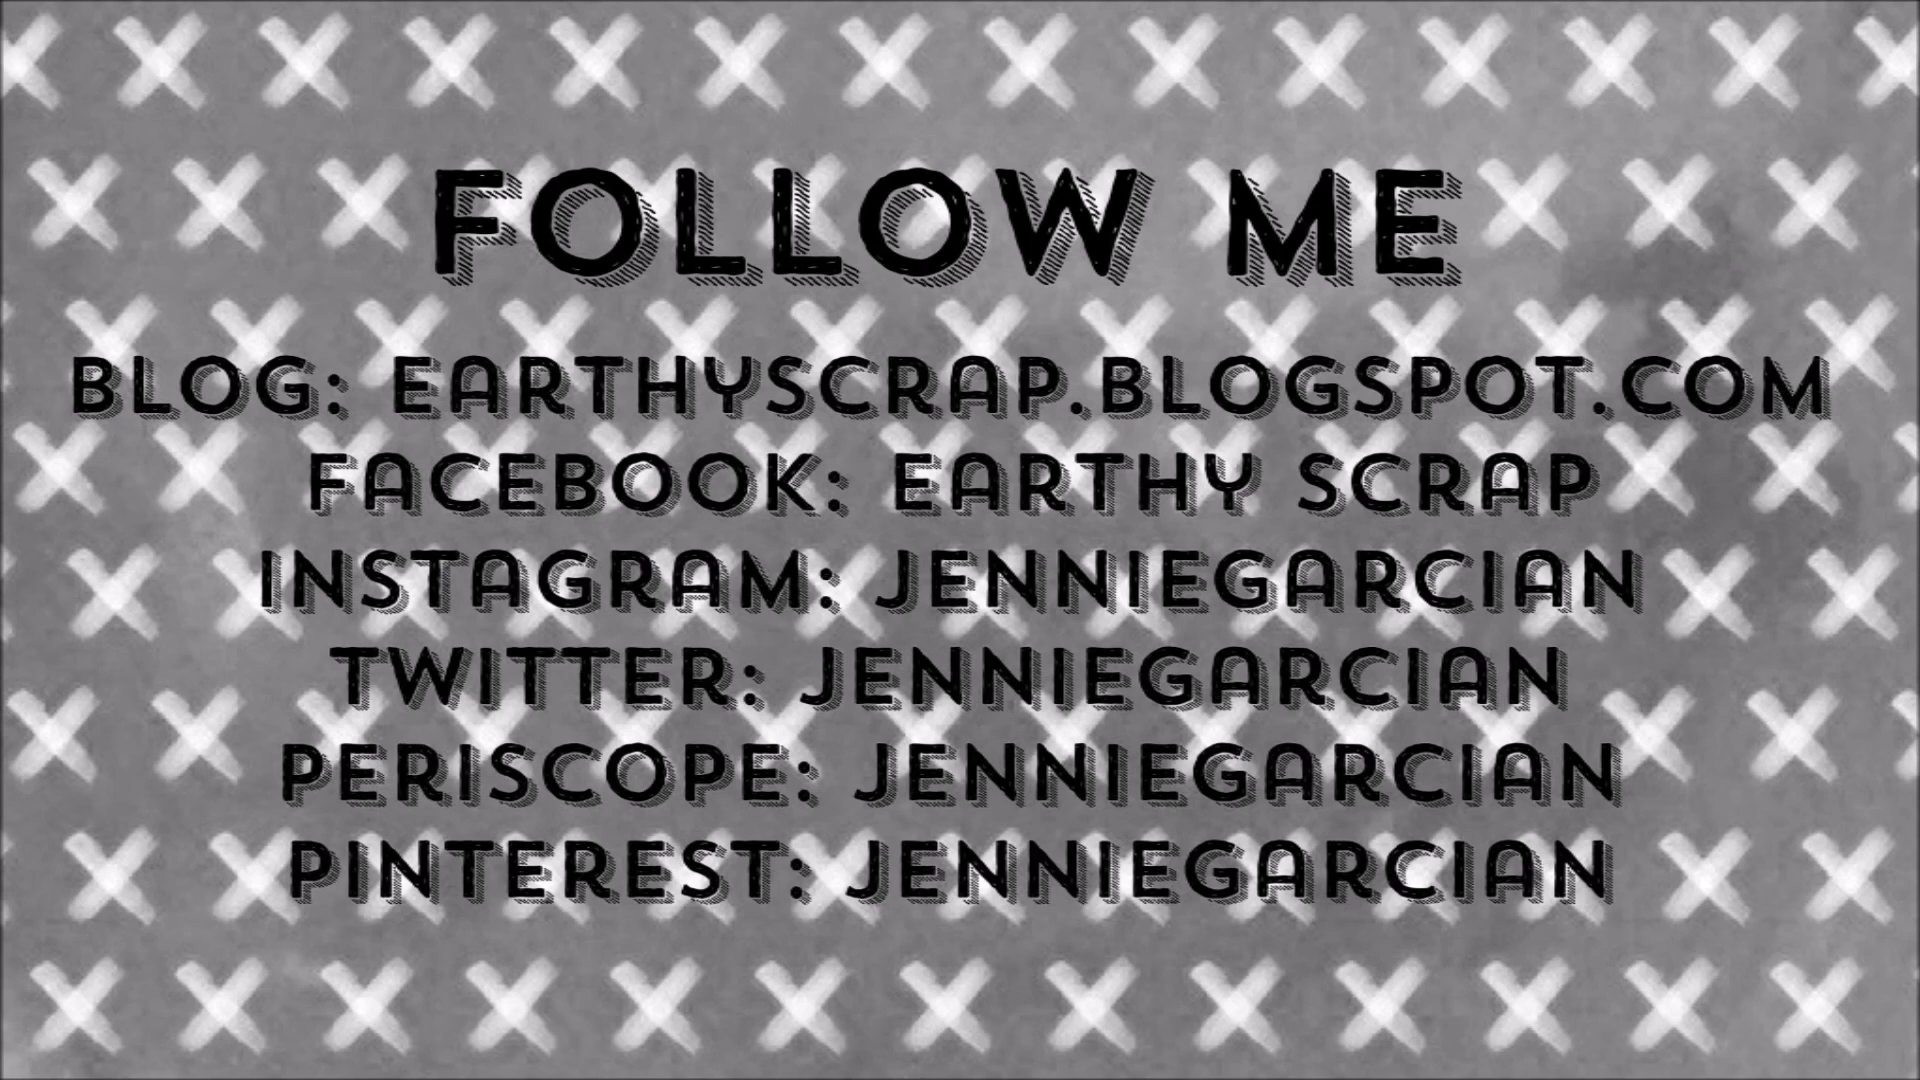 FOLLOW ME
BLOG: EARTHYSCRAP.BLOGSPOT.COM
FACEBOOK: EARTHY SCRAP
INSTAGRAM: JENNIEGARCIAN
TWITTER: JENNIEGARCIAN
PERISCOPE: JENNIEGARCIAN
PINTEREST: JENNIEGARCIAN